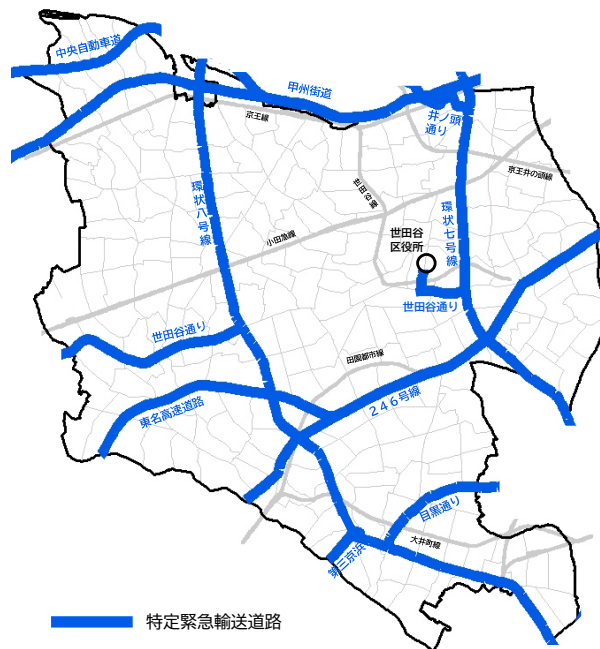 中央自動車道
甲州街道
京王線
井ノ頭
通り
京王井の頭線
世田谷線
環状八号線
環状七号線
世田谷
区役所
小田急線
世田谷通り
世田谷通り
田園都市線
246号線
東名高速道路
目黒通り
大井町線
第三京浜
特定緊急輸送道路